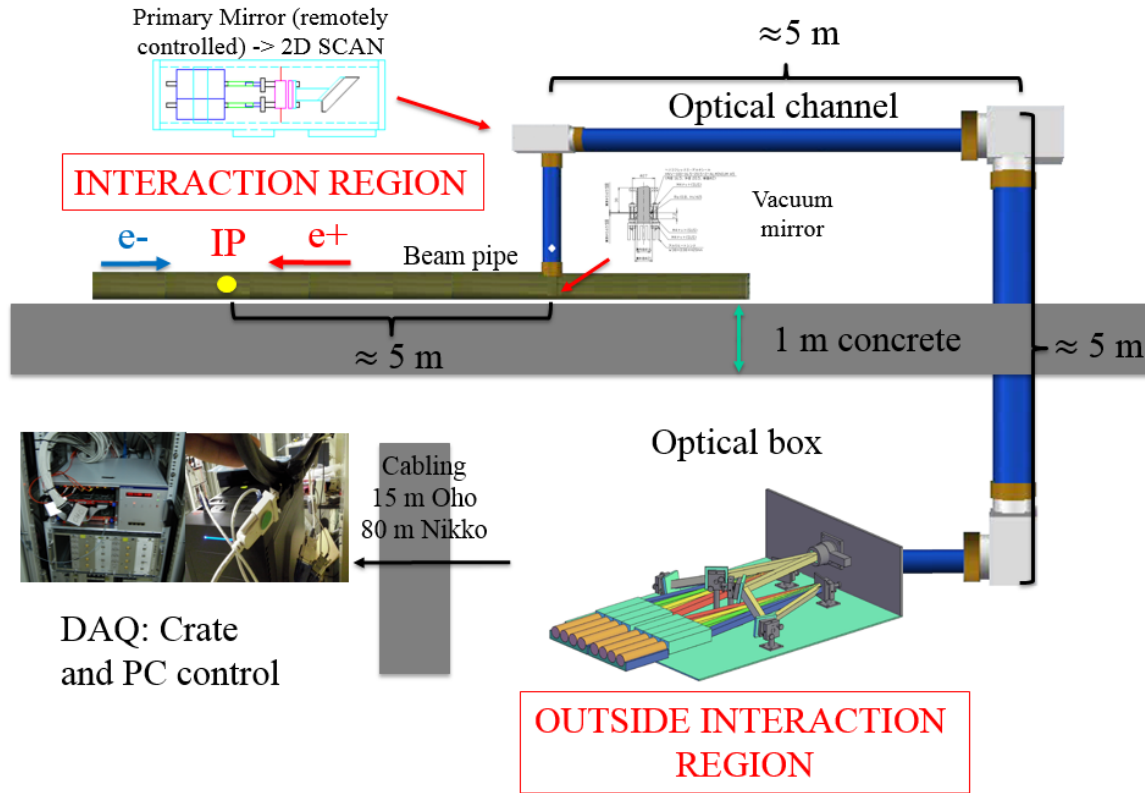 Primary Mirror (remotely
controlled) -> 2D SCAN
≈5 m
Optical channel
INTERACTION REGION
Vacuum
mirror
e-
IP
e+
Beam pipe
≈ 5 m
1 m concrete
≈ 5 m
Optical box
Cabling
15 m Oho
80 m Nikko
DAQ: Crate
and PC control
OUTSIDE INTERACTION
REGION